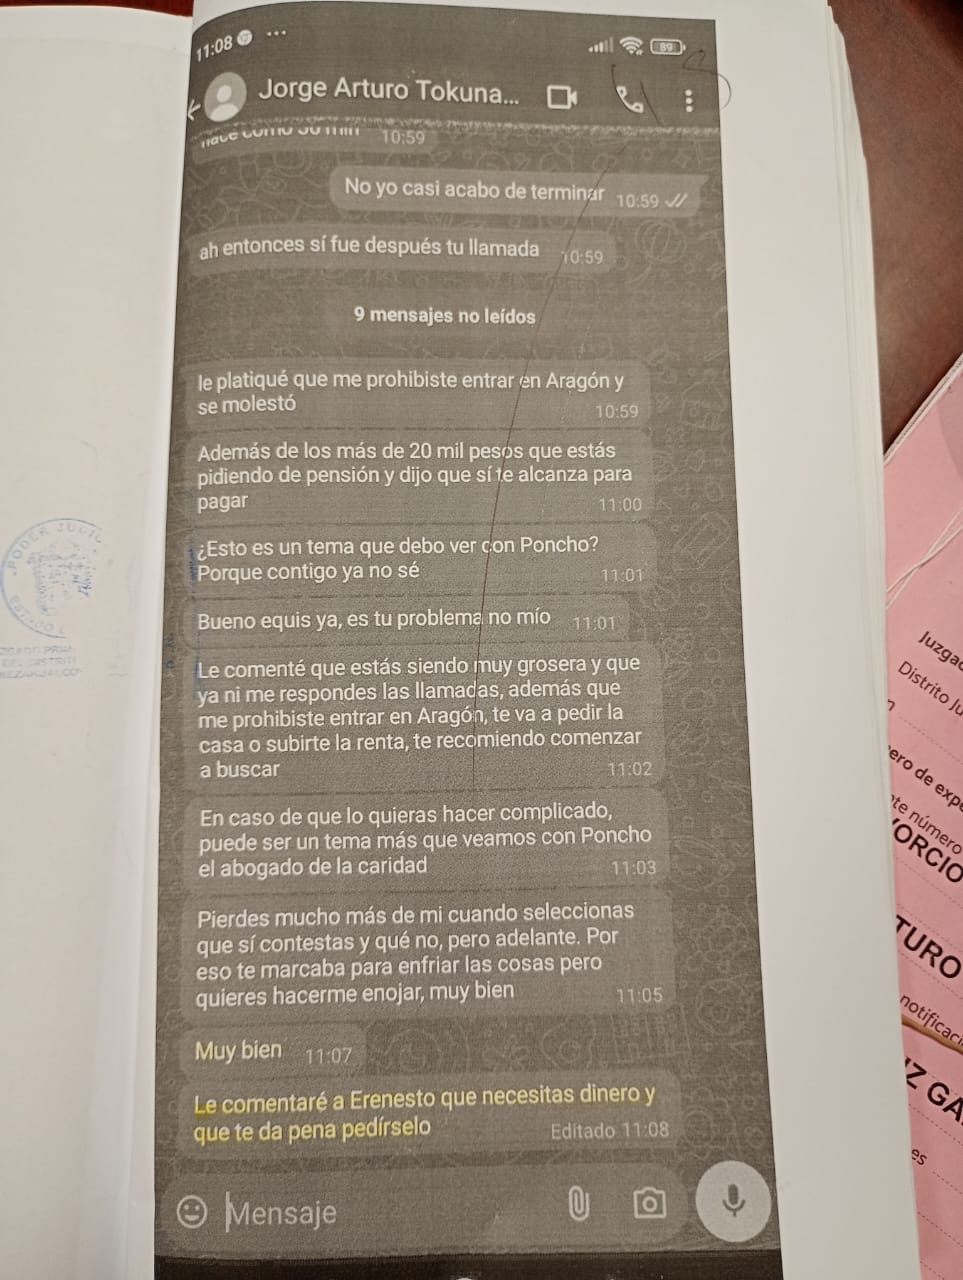 11:08
89
Jorge Arturo Tokuna...
hace como 30 min 10:59
No yo casi acabo de terminar 10:59
ah entonces sí fue después tu llamada 10:59
9 mensajes no leídos
le platiqué que me prohibiste entrar en Aragón y
se molestó 10:59
Además de los más de 20 mil pesos que estás
pidiendo de pensión y dijo que sí te alcanza para
pagar 11:00
¿Esto es un tema que debo ver con Poncho?
Porque contigo ya no sé 11:01
Bueno equis ya, es tu problema no mío 11:01
Le comenté que estás siendo muy grosera y que
ya ni me respondes las llamadas, además que
me prohibiste entrar en Aragón, te va a pedir la
casa o subirte la renta, te recomiendo comenzar
a buscar 11:02
En caso de que lo quieras hacer complicado,
puede ser un tema más que veamos con Poncho
el abogado de la caridad 11:03
Pierdes mucho más de mi cuando seleccionas
que sí contestas y qué no, pero adelante. Por
eso te marcaba para enfriar las cosas pero
quieres hacerme enojar, muy bien 11:05
Muy bien 11:07
Le comentaré a Erenesto que necesitas dinero y
que te da pena pedírselo Editado 11:08
Mensaje
PODER JUDIC
Juzga
Distrito Ju
ero de exp
te número
ORCIO
TURO
notificaci
Z GA
es